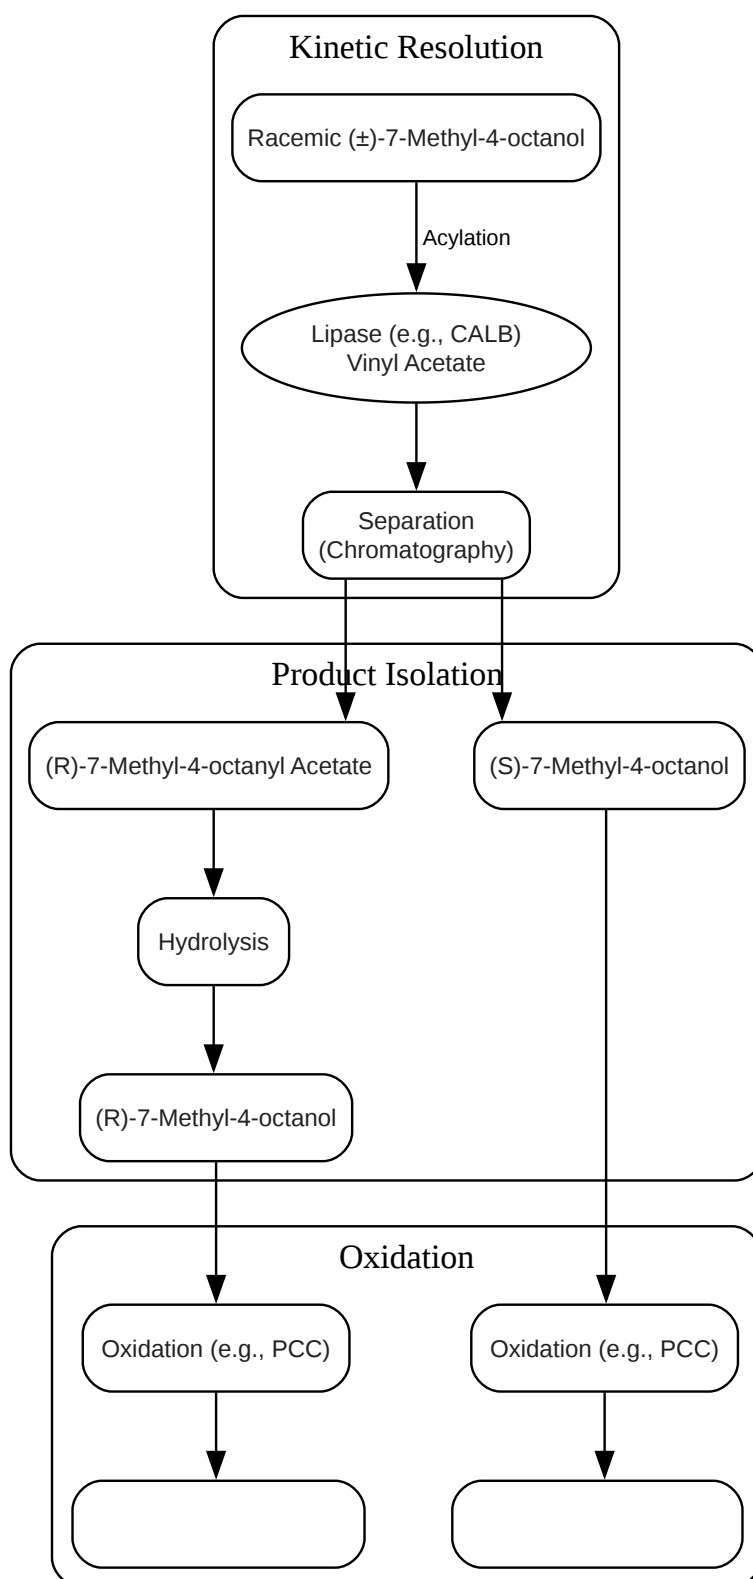 Kinetic Resolution
Racemic (±)-7-Methyl-4-octanol
Acylation
Lipase (e.g., CALB)
Vinyl Acetate
Separation
(Chromatography)
Product Isolation
(R)-7-Methyl-4-octanyl Acetate
(S)-7-Methyl-4-octanol
Hydrolysis
(R)-7-Methyl-4-octanol
Oxidation
Oxidation (e.g., PCC)
Oxidation (e.g., PCC)